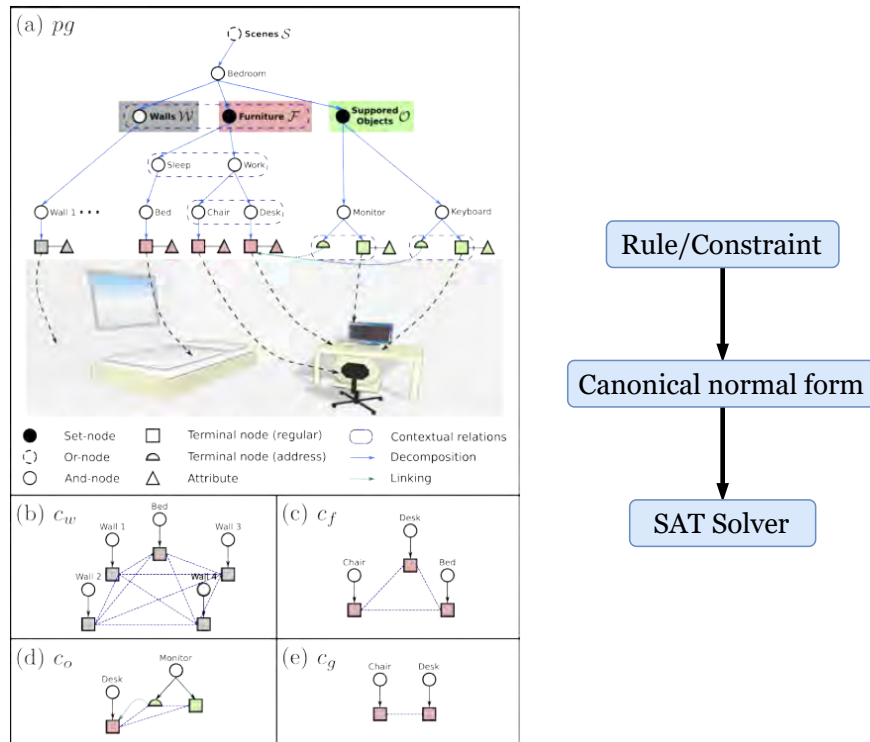 (a) pg
Scenes S
Bedroom
Walls W
Furniture F
Suppored
Objects O
Sleep
Work
Wall 1 • • •
Bed
Chair
Desk
Monitor
Keyboard
Set-node
Terminal node (regular)
Contextual relations
Or-node
Terminal node (address)
Decomposition
And-node
Attribute
Linking
(b) c_w
Bed
Wall 1
Wall 3
Wall 2
Wall 4
(c) c_f
Desk
Chair
Bed
(d) c_o
Monitor
Desk
(e) c_g
Chair
Desk
Rule/Constraint
Canonical normal form
SAT Solver